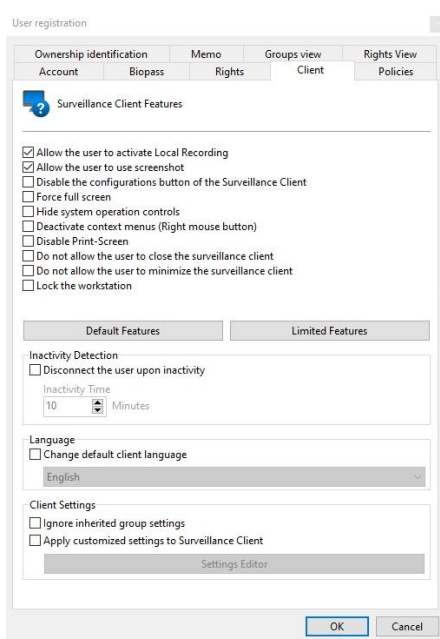 User registration
Ownership identification Memo Groups view Rights View
Account Biopass Rights Client Policies
Surveillance Client Features
Allow the user to activate Local Recording
Allow the user to use screenshot
Disable the configurations button of the Surveillance Client
Force full screen
Hide system operation controls
Deactivate context menus (Right mouse button)
Disable Print-Screen
Do not allow the user to close the surveillance client
Do not allow the user to minimize the surveillance client
Lock the workstation
Default Features Limited Features
Inactivity Detection
Disconnect the user upon inactivity
Inactivity Time
10 Minutes
Language
Change default client language
English
Client Settings
Ignore inherited group settings
Apply customized settings to Surveillance Client
Settings Editor
OK Cancel